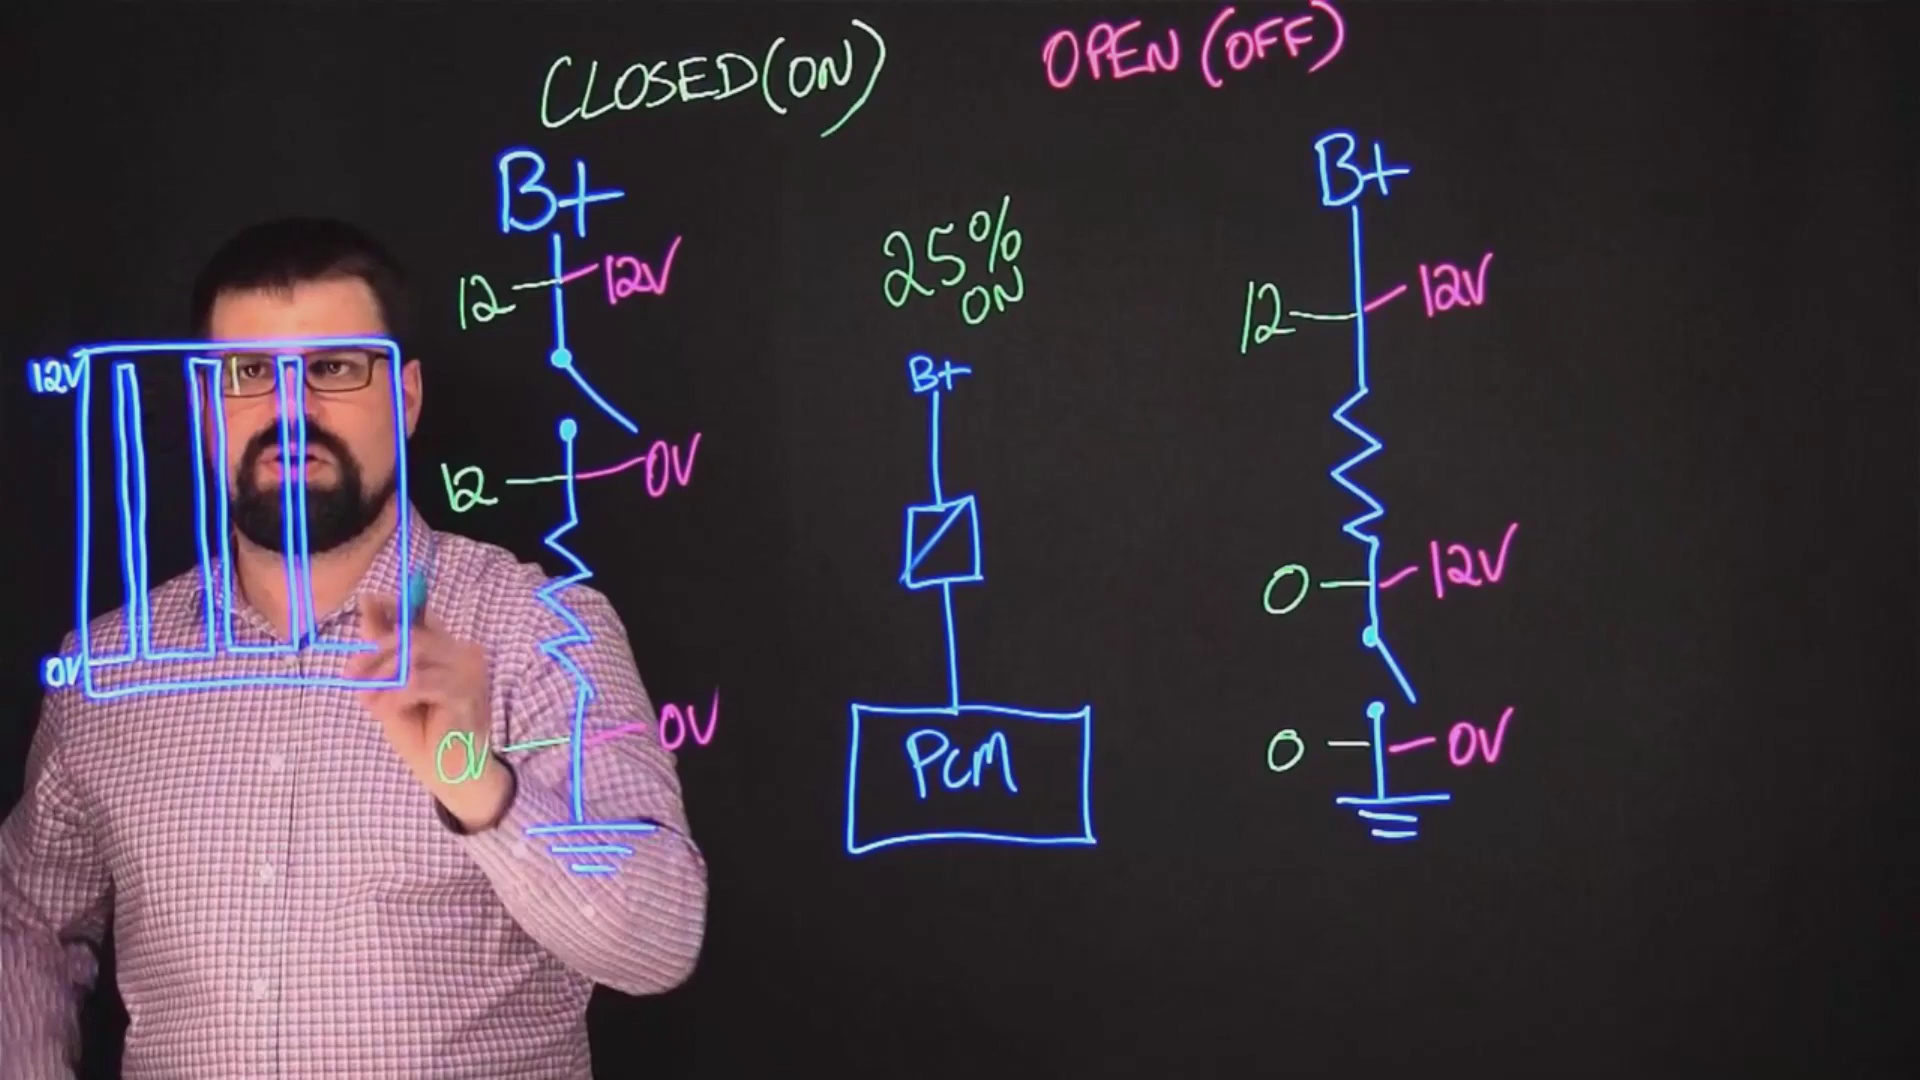 CLOSED (ON)
OPEN (OFF)
B+
12
12V
12
0V
0V
0V
12V
0V
25%
ON
B+
PCM
B+
12
12V
0
12V
0
0V